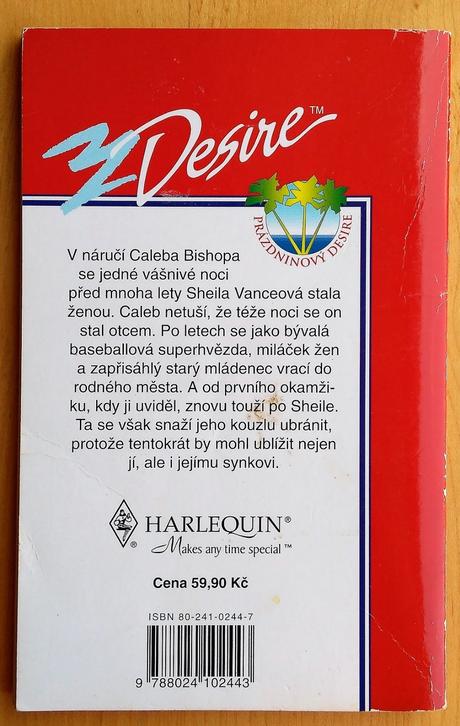 Desire™
PRÁZDNINOVÝ DESIRE
V náručí Caleba Bishopa
se jedné vášnivé noci
před mnoha lety Sheila Vanceová stala
ženou. Caleb netuší, že téže noci se on
stal otcem. Po letech se jako bývalá
baseballová superhvězda, miláček žen
a zapřisáhlý starý mládenec vrací do
rodného města. A od prvního okamži-
ku, kdy ji uviděl, znovu touží po Sheile.
Ta se však snaží jeho kouzlu ubránit,
protože tentokrát by mohl ublížit nejen
jí, ale i jejímu synkovi.
HARLEQUIN®
®
Makes any time special™
Cena 59,90 Kč
ISBN 80-241-0244-7
9 788024 102443